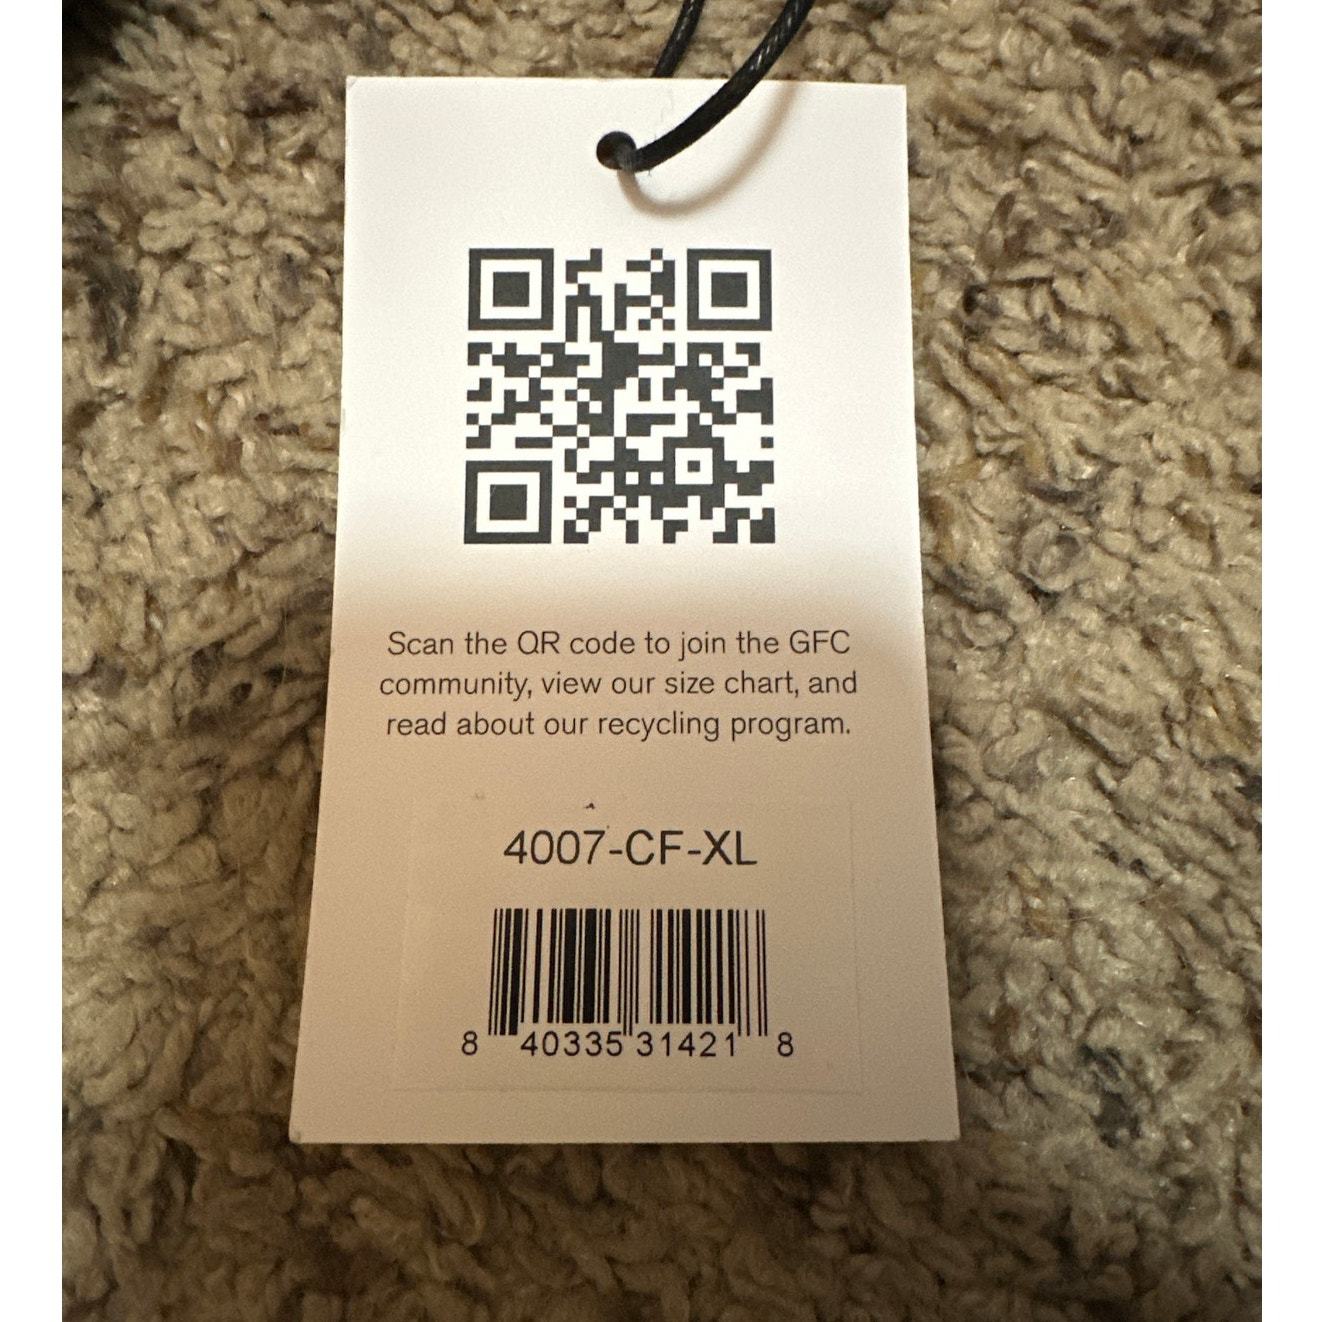 Scan the QR code to join the GFC
community, view our size chart, and
read about our recycling program.
4007-CF-XL
8 40335 31421 8